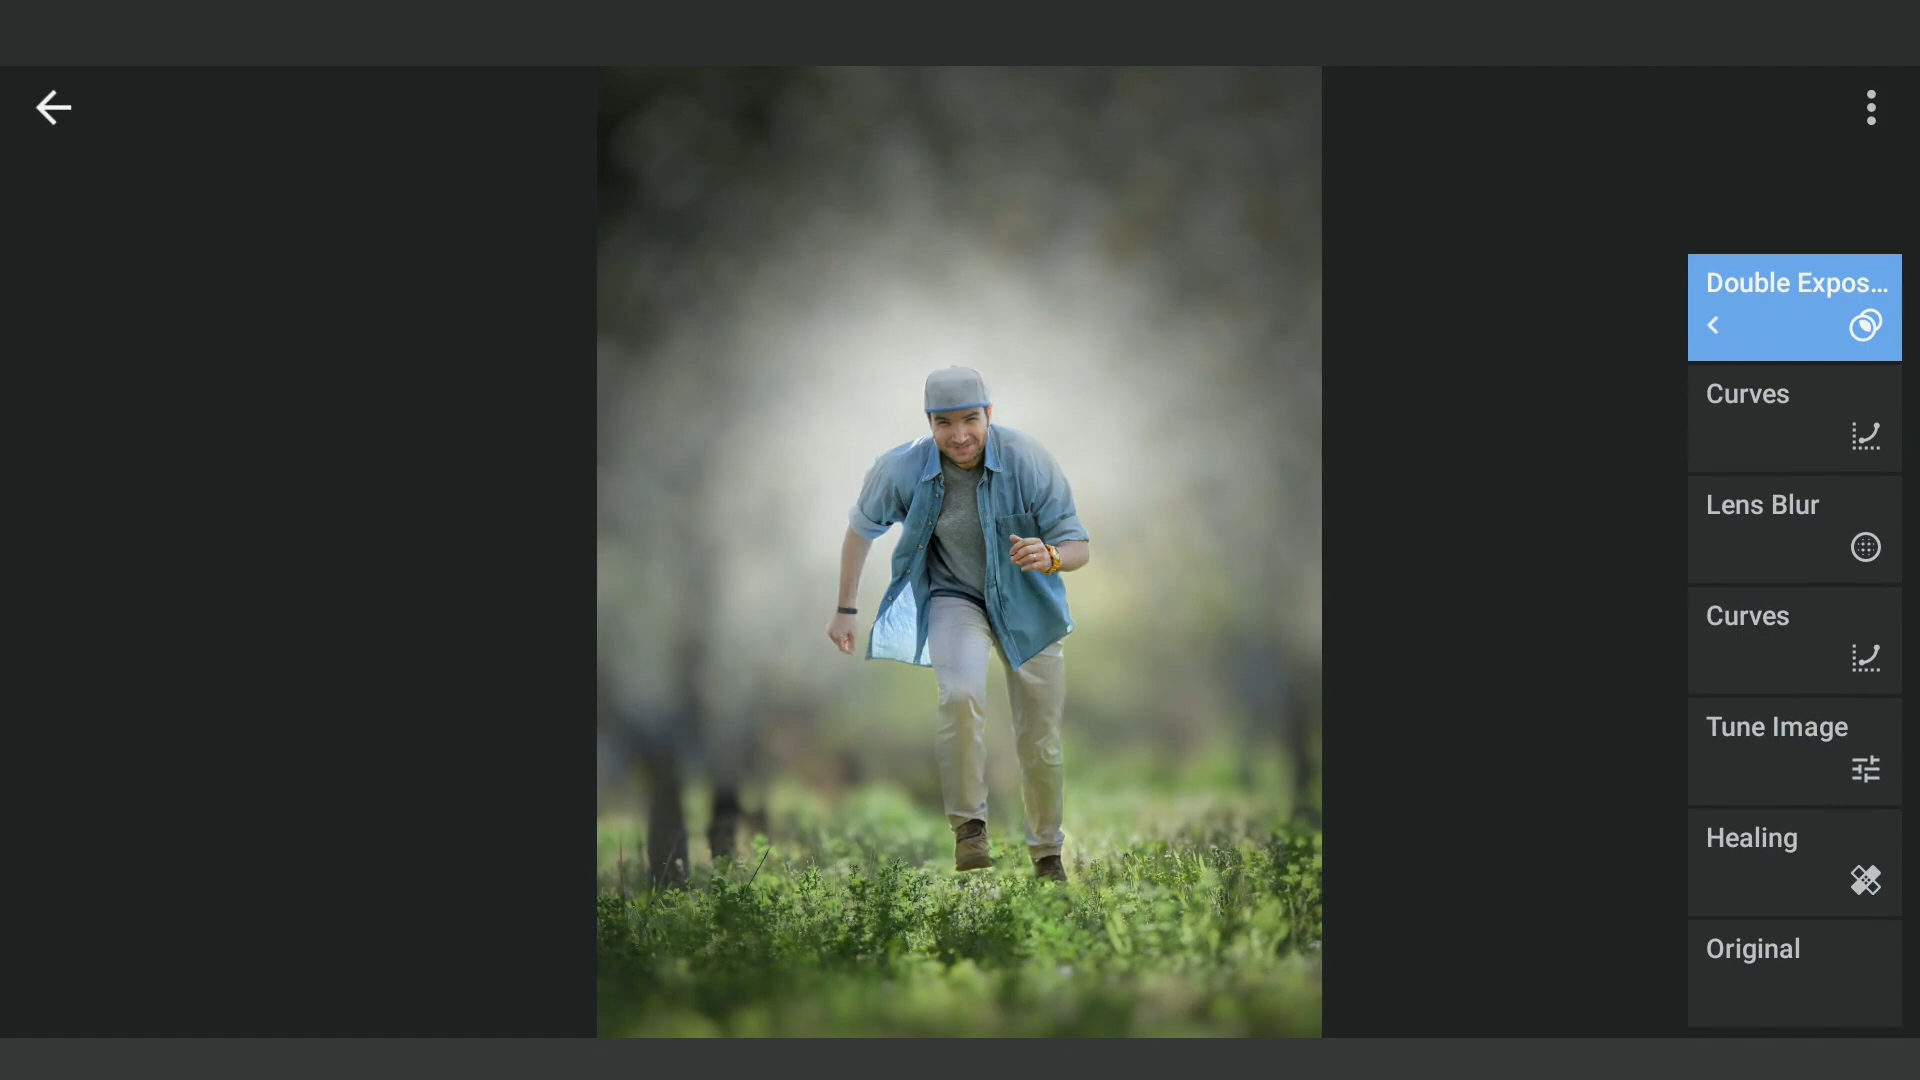 Double Expos...
Curves
Lens Blur
Curves
Tune Image
Healing
Original